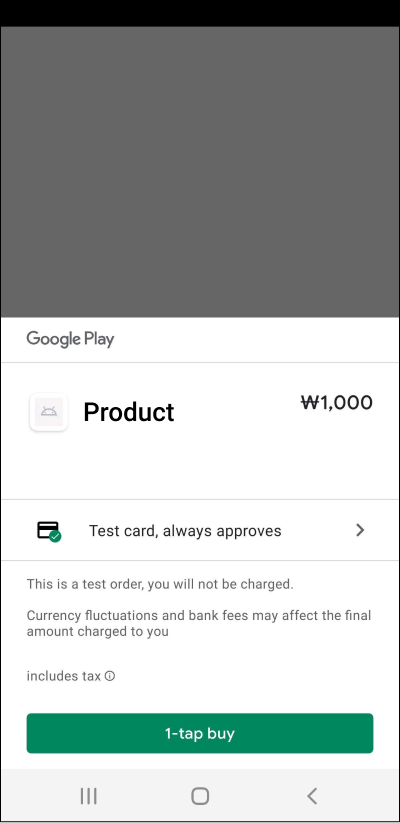 Google Play
Product
₩1,000
Test card, always approves
This is a test order, you will not be charged.
Currency fluctuations and bank fees may affect the final
amount charged to you
includes tax
1-tap buy